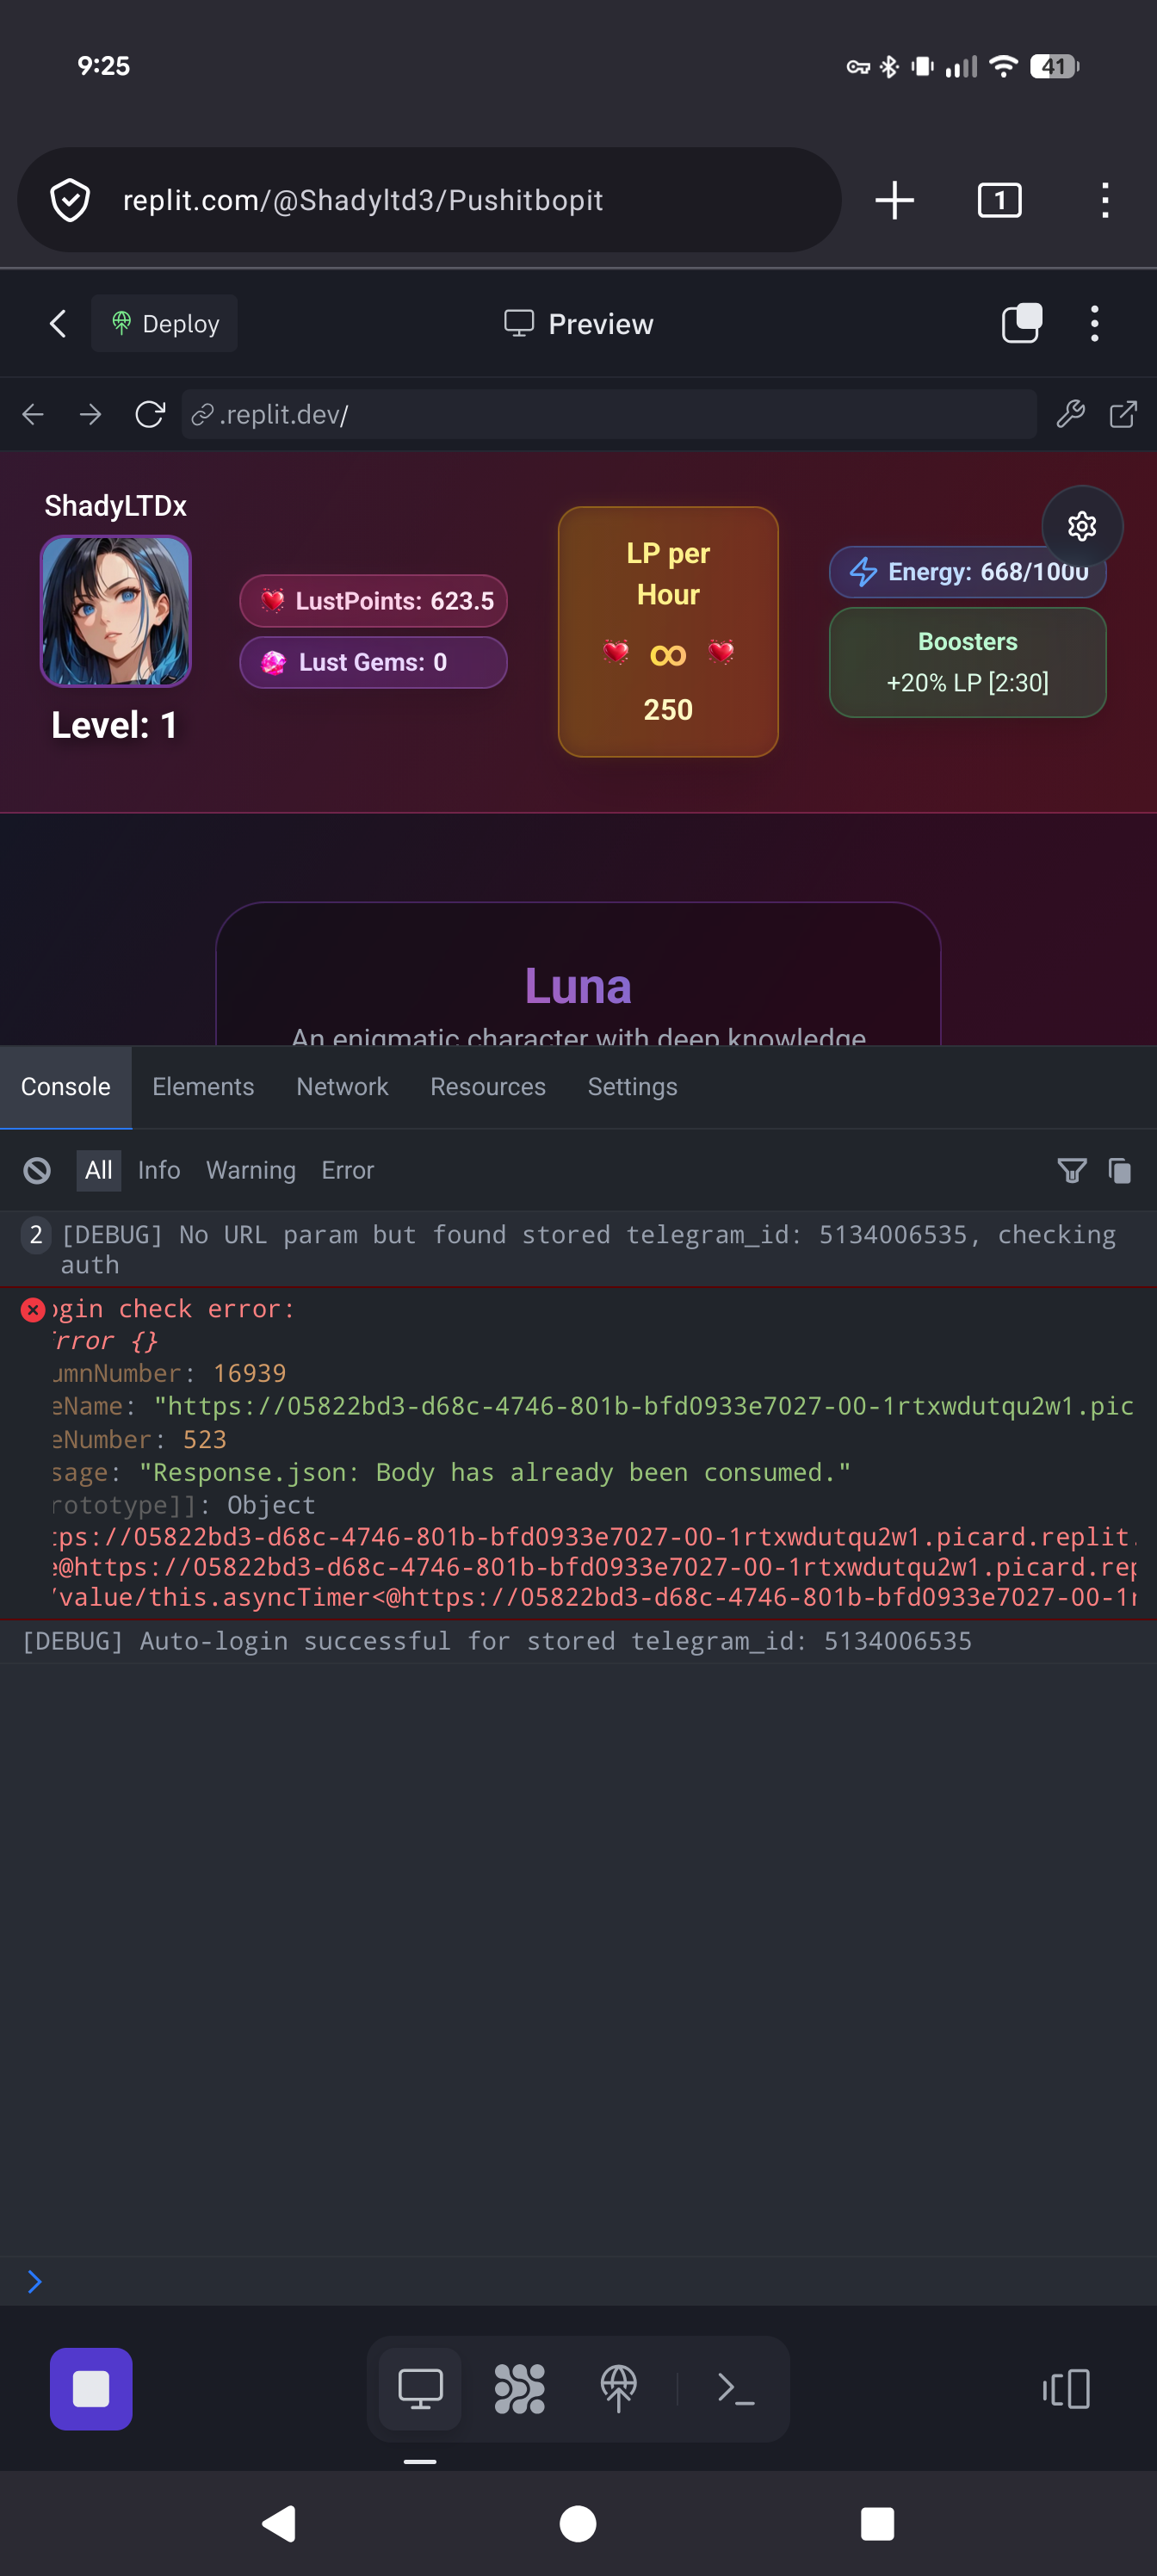 9:25
41
replit.com/@Shadyltd3/Pushitbopit
1
Deploy
Preview
.replit.dev/
ShadyLTDx
Level: 1
LustPoints: 623.5
Lust Gems: 0
LP per
Hour
∞
250
Energy: 668/1000
Boosters
+20% LP [2:30]
Luna
An enigmatic character with deep knowledge
Console Elements Network Resources Settings
All Info Warning Error
2 [DEBUG] No URL param but found stored telegram_id: 5134006535, checking
auth
ogin check error:
rror {}
umnNumber: 16939
eName: "https://05822bd3-d68c-4746-801b-bfd0933e7027-00-1rtxwdutqu2w1.pic
eNumber: 523
sage: "Response.json: Body has already been consumed."
rototype]]: Object
tps://05822bd3-d68c-4746-801b-bfd0933e7027-00-1rtxwdutqu2w1.picard.replit.
e@https://05822bd3-d68c-4746-801b-bfd0933e7027-00-1rtxwdutqu2w1.picard.rep
/value/this.asyncTimer<@https://05822bd3-d68c-4746-801b-bfd0933e7027-00-1r
[DEBUG] Auto-login successful for stored telegram_id: 5134006535